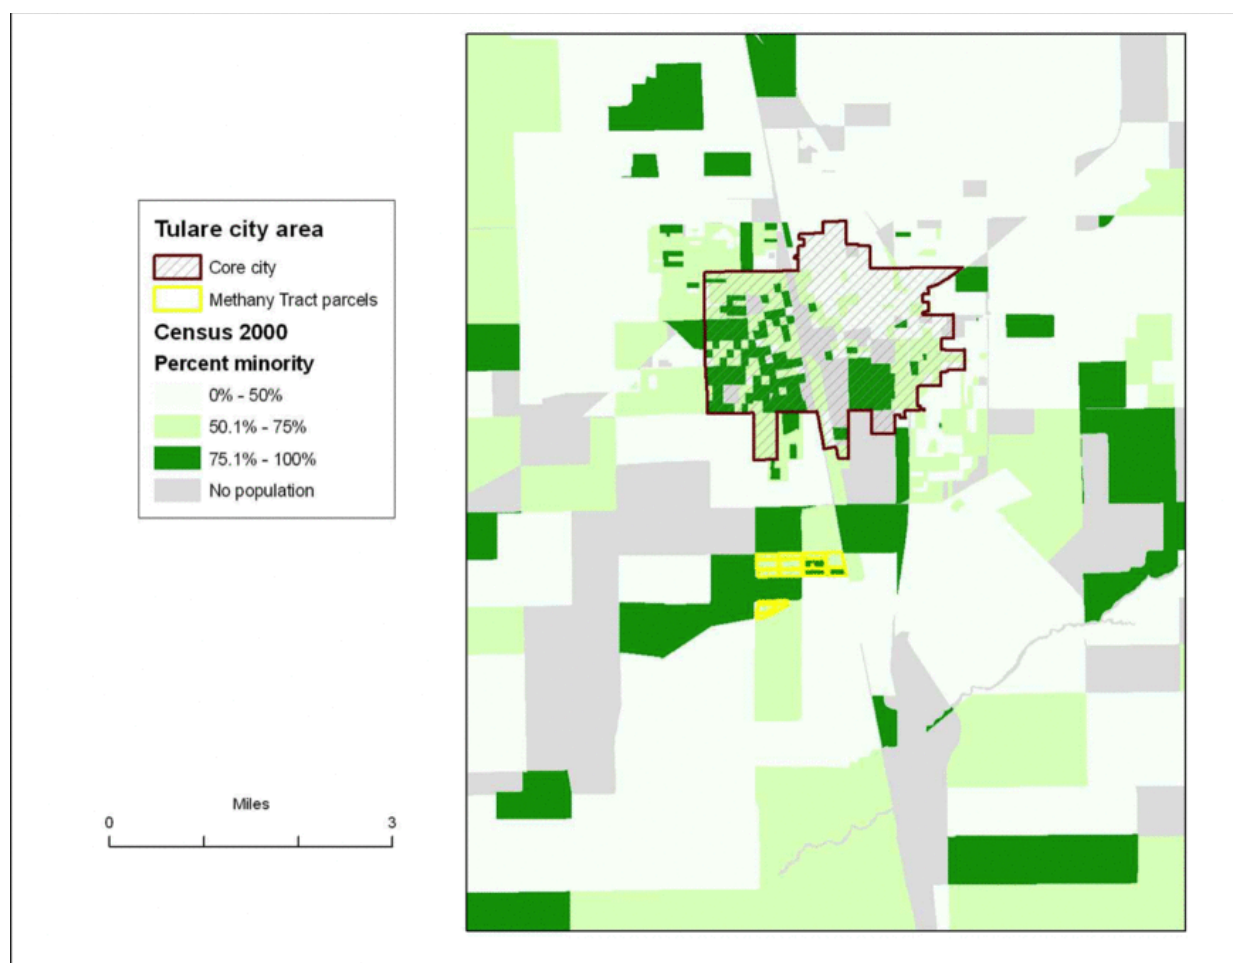 Tulare city area
Core city
Methany Tract parcels
Census 2000
Percent minority
0% - 50%
50.1% - 75%
75.1% - 100%
No population
Miles
0 3